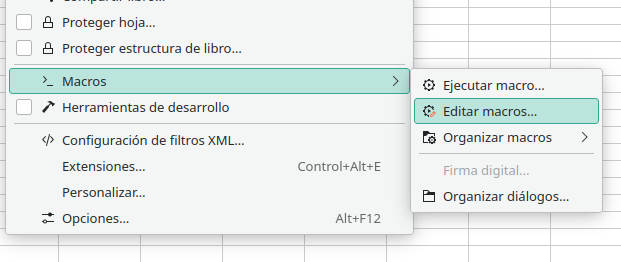 Compartir libro...
Proteger hoja...
Proteger estructura de libro...
Macros
Herramientas de desarrollo
Configuración de filtros XML...
Extensiones... Control+Alt+E
Personalizar...
Opciones... Alt+F12
Ejecutar macro...
Editar macros...
Organizar macros
Firma digital...
Organizar diálogos...